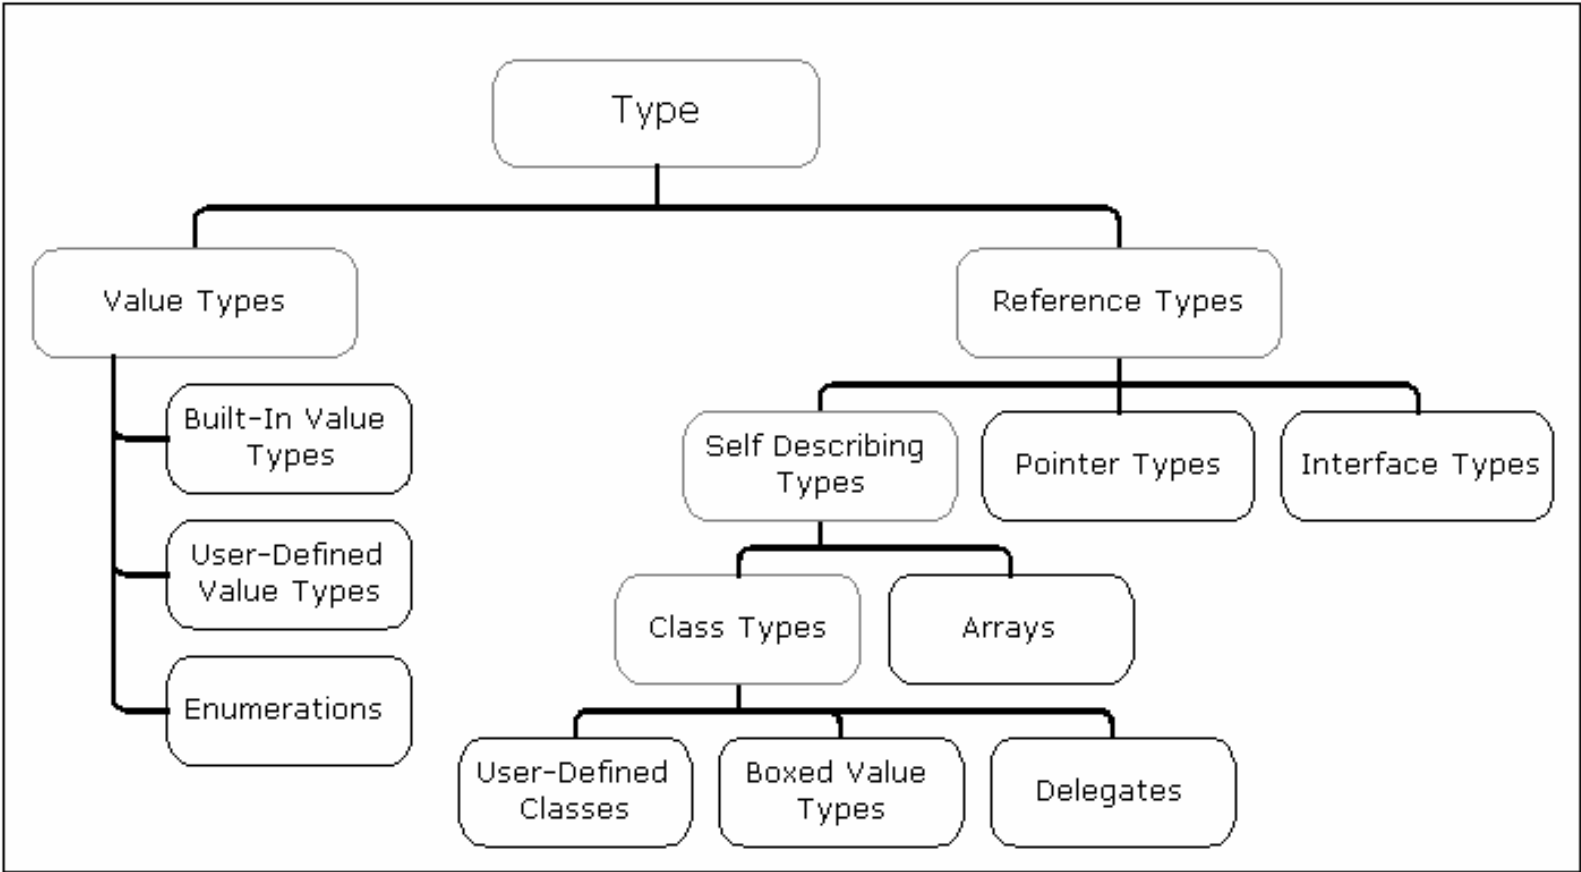 Type
Value Types
Reference Types
Built-In Value
Types
User-Defined
Value Types
Enumerations
Self Describing
Types
Pointer Types
Interface Types
Class Types
Arrays
User-Defined
Classes
Boxed Value
Types
Delegates